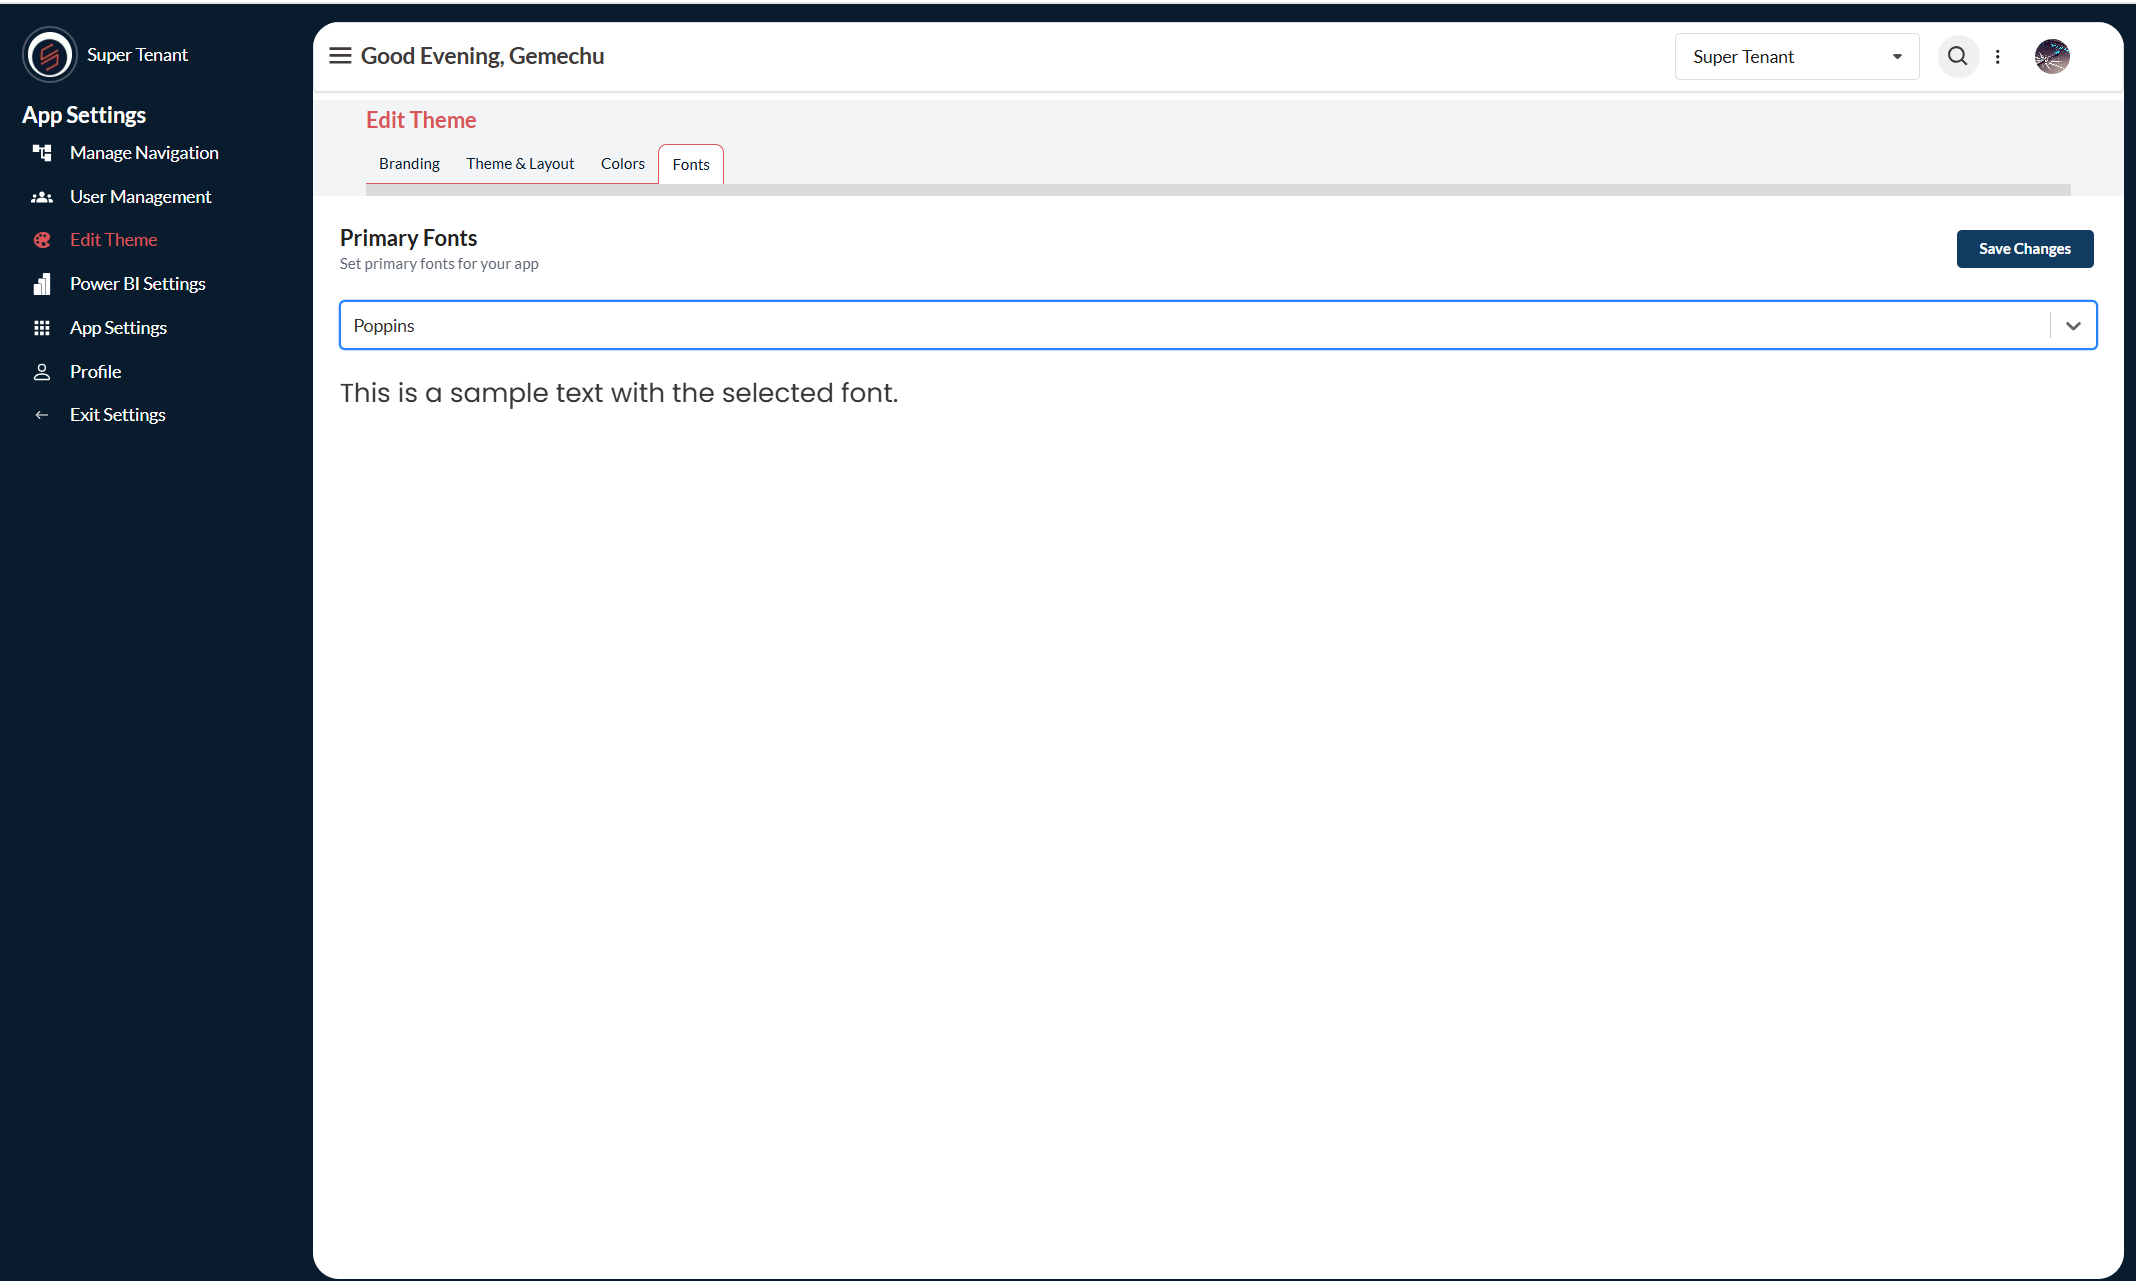 Super Tenant
App Settings
Manage Navigation
User Management
Edit Theme
Power BI Settings
App Settings
Profile
Exit Settings
Good Evening, Gemechu
Super Tenant
Edit Theme
Branding
Theme & Layout
Colors
Fonts
Primary Fonts
Set primary fonts for your app
Save Changes
Poppins
This is a sample text with the selected font.